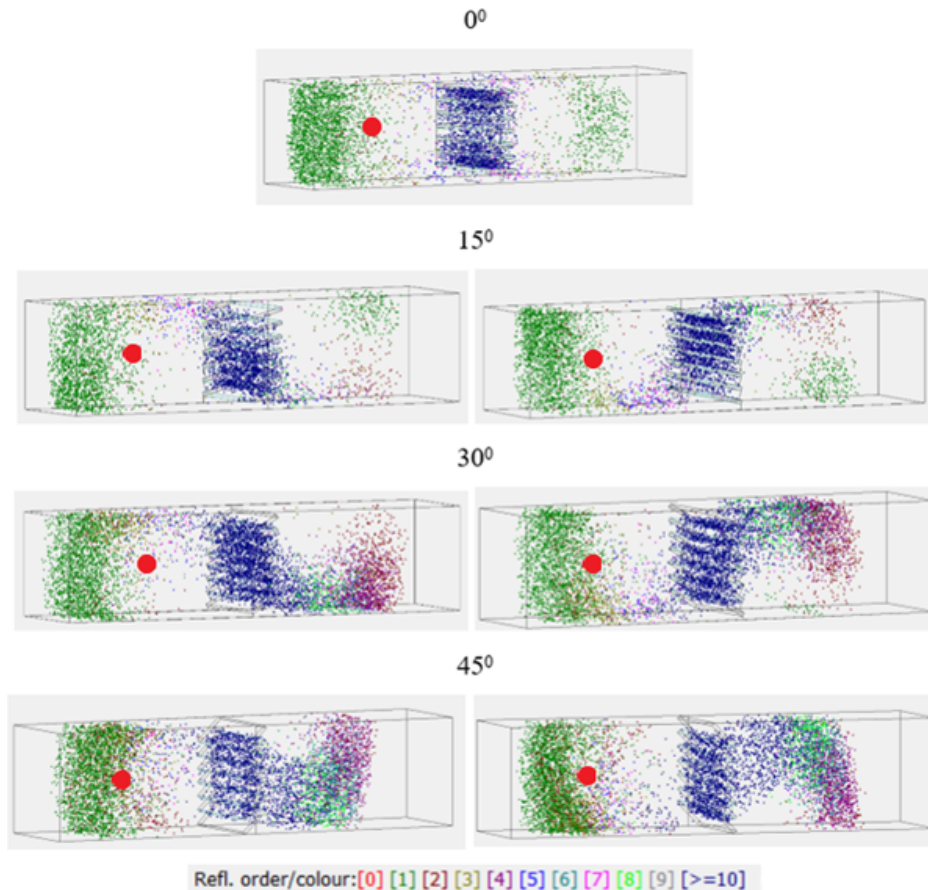 0⁰
15⁰
30⁰
45⁰
Refl. order/colour:[0] [1] [2] [3] [4] [5] [6] [7] [8] [9] [>=10]